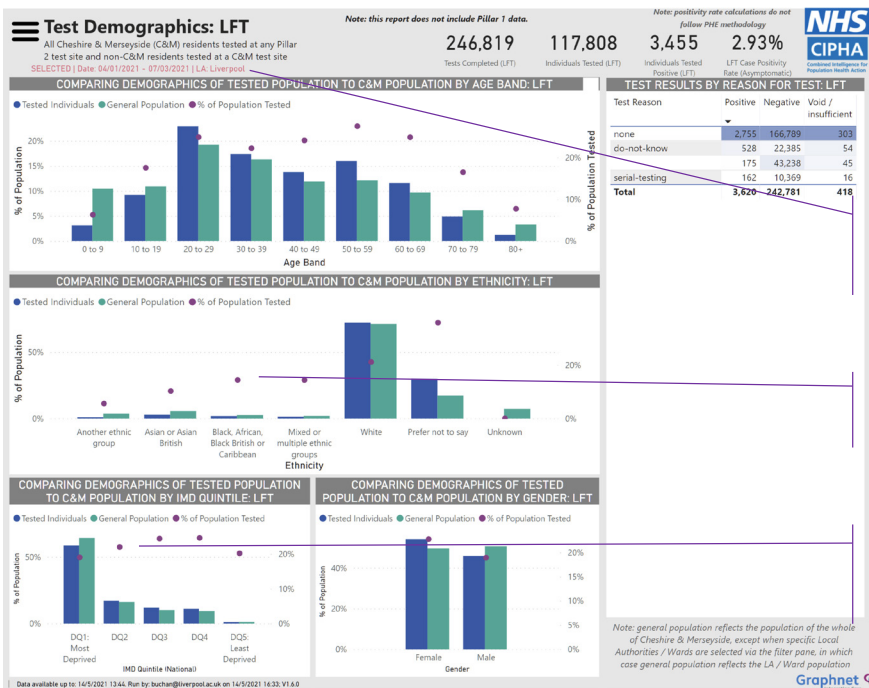 Test Demographics: LFT
All Cheshire & Merseyside (C&M) residents tested at any Pillar
2 test site and non-C&M residents tested at a C&M test site
SELECTED | Date: 04/01/2021 - 07/03/2021 | LA: Liverpool
Note: this report does not include Pillar 1 data.
246,819
Tests Completed (LFT)
117,808
Individuals Tested (LFT)
3,455
Individuals Tested
Positive (LFT)
Note: positivity rate calculations do not
follow PHE methodology
2.93%
LFT Case Positivity
Rate (Asymptomatic)
NHS
CIPHA
Combined Intelligence for
Population Health Action
COMPARING DEMOGRAPHICS OF TESTED POPULATION TO C&M POPULATION BY AGE BAND: LFT
Tested Individuals General Population % of Population Tested
% of Population
20%
15%
10%
5%
0%
20%
10%
0%
% of Population Tested
0 to 9 10 to 19 20 to 29 30 to 39 40 to 49 50 to 59 60 to 69 70 to 79 80+
Age Band
COMPARING DEMOGRAPHICS OF TESTED POPULATION TO C&M POPULATION BY ETHNICITY: LFT
Tested Individuals General Population % of Population Tested
% of Population
50%
0%
20%
0%
Another ethnic
group
Asian or Asian
British
Black, African,
Black British or
Caribbean
Mixed or
multiple ethnic
groups
White
Prefer not to say
Unknown
Ethnicity
COMPARING DEMOGRAPHICS OF TESTED POPULATION
TO C&M POPULATION BY IMD QUINTILE: LFT
Tested Individuals General Population % of Population Tested
% of Population
50%
0%
20%
10%
0%
DQ1:
Most
Deprived
DQ2
DQ3
DQ4
DQ5:
Least
Deprived
IMD Quintile (National)
COMPARING DEMOGRAPHICS OF TESTED
POPULATION TO C&M POPULATION BY GENDER: LFT
Tested Individuals General Population % of Population Tested
% of Population
40%
20%
0%
20%
15%
10%
5%
0%
Female Male
Gender
TEST RESULTS BY REASON FOR TEST: LFT
Test Reason Positive Negative Void /
insufficient
none 2,755 166,789 303
do-not-know 528 22,385 54
175 43,238 45
serial-testing 162 10,369 16
Total 3,620 242,781 418
Note: general population reflects the population of the whole
of Cheshire & Merseyside, except when specific Local
Authorities / Wards are selected via the filter pane, in which
case general population reflects the LA / Ward population
Graphnet
Data available up to: 14/5/2021 13:44. Run by: buchan@liverpool.ac.uk on 14/5/2021 16:33; V1.6.0